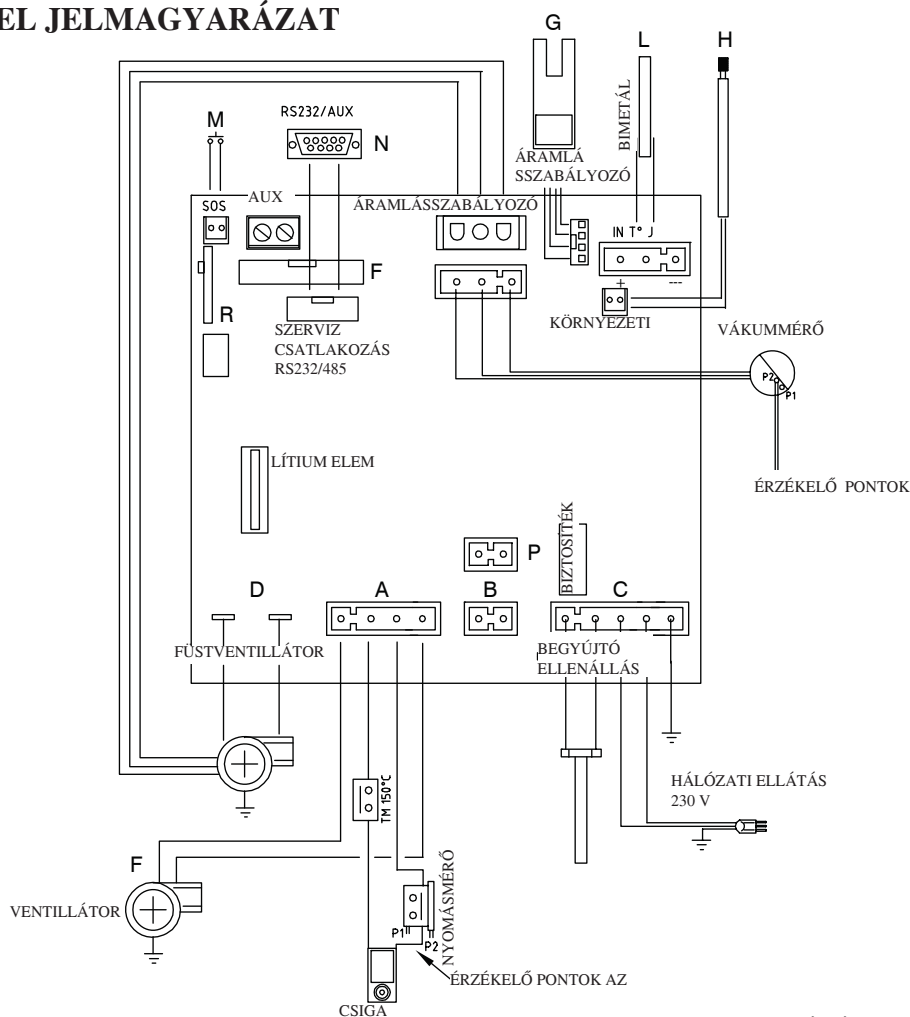 EL JELMAGYARÁZAT
G
L
H
M
RS232/AUX
N
BIMETÁL
ÁRAMLÁ
SSZABÁLYOZÓ
SOS
AUX
ÁRAMLÁSSZABÁLYOZÓ
IN T° J
F
+
---
R
SZERVIZ
CSATLAKOZÁS
RS232/485
KÖRNYEZETI
VÁKUMMÉRŐ
P2
P1
LÍTIUM ELEM
ÉRZÉKELŐ PONTOK
P
BIZTOSÍTÉK
D
A
B
C
FÜSTVENTILLÁTOR
BEGYÚJTÓ
ELLENÁLLÁS
TM 150°C
HÁLÓZATI ELLÁTÁS
230 V
F
VENTILLÁTOR
NYOMÁSMÉRŐ
P1
P2
ÉRZÉKELŐ PONTOK AZ
CSIGA